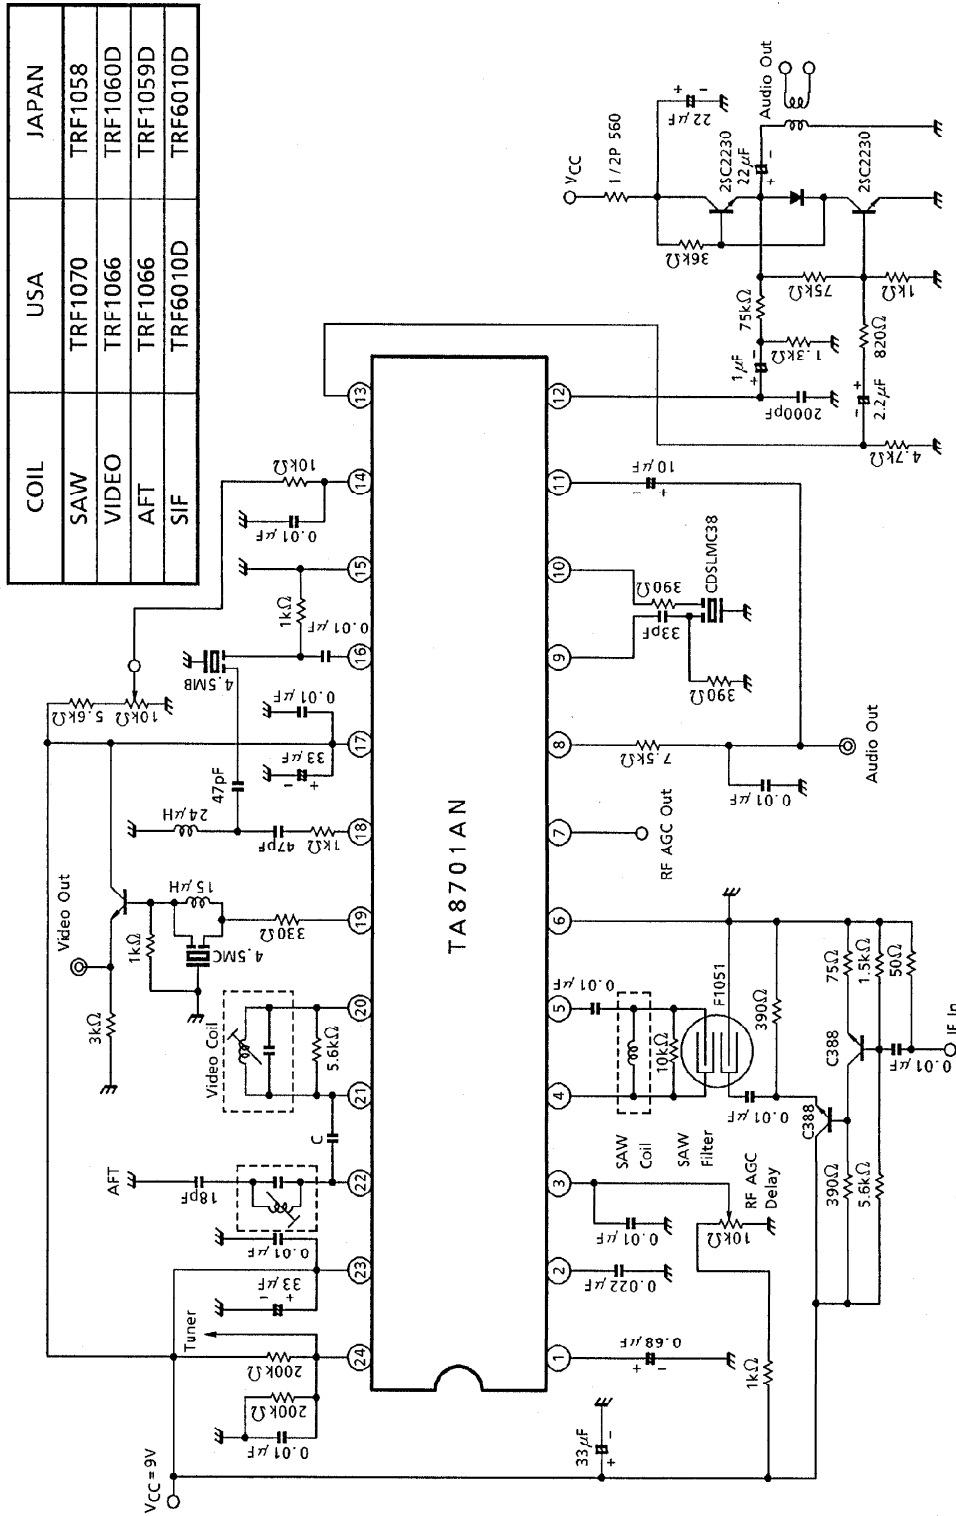 COIL USA JAPAN
SAW TRF1070 TRF1058
VIDEO TRF1066 TRF1060D
AFT TRF1066 TRF1059D
SIF TRF6010D TRF6010D
VCC = 9V
0.01μF
200kΩ
200kΩ
Tuner
33μF
0.01μF
AFT
18pF
C
Video Coil
5.6kΩ
3kΩ
Video Out
1kΩ
4.5MC
15μH
330Ω
24μH
47pF
1kΩ
47pF
33μF
0.01μF
4.5MB
5.6kΩ
10kΩ
1kΩ
0.01μF
0.01μF
10kΩ
24
23
22
21
20
19
18
17
16
15
14
13
TA8701AN
1
2
3
4
5
6
7
8
9
10
11
12
33μF
0.68μF
1kΩ
0.022μF
0.01μF
10kΩ
RF AGC
Delay
SAW
Coil
SAW
Filter
0.01μF
10kΩ
F1051
0.01μF
390Ω
C388
390Ω
5.6kΩ
C388
75Ω
1.5kΩ
50Ω
0.01μF
IF In
RF AGC Out
7.5kΩ
0.01μF
Audio Out
390Ω
33pF
390Ω
CDSLMC38
10μF
4.7kΩ
2.2μF
820Ω
2000pF
1μF
1.3kΩ
75kΩ
75kΩ
1kΩ
36kΩ
VCC
1/2P 560
22μF
2SC2230
22μF
2SC2230
Audio Out